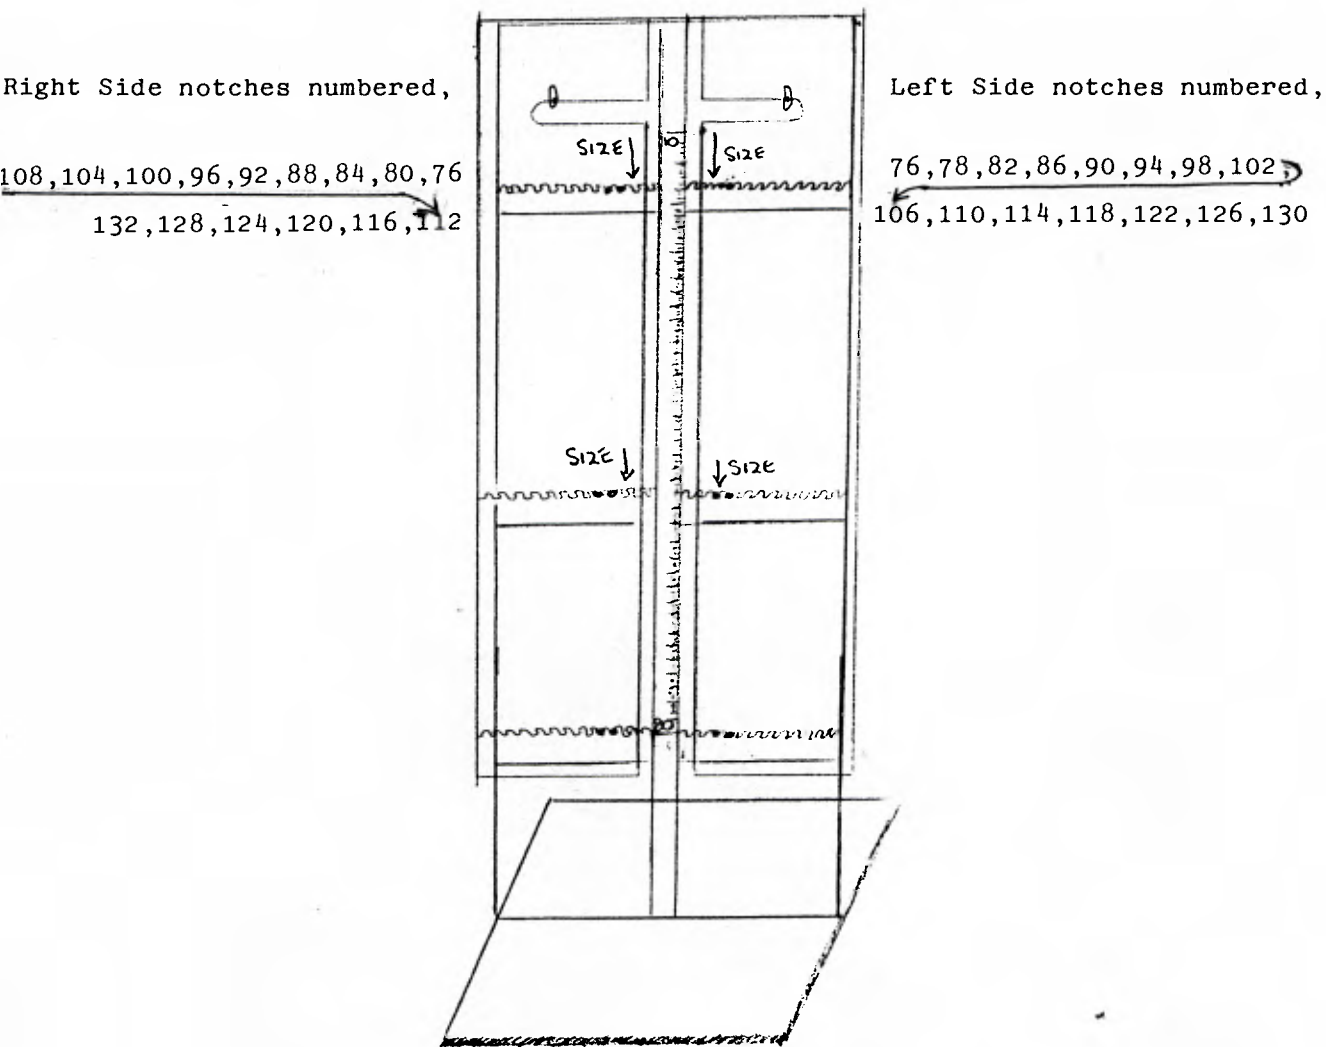 Right Side notches numbered,
108,104,100,96,92,88,84,80,76
132,128,124,120,116,112
Left Side notches numbered,
76,78,82,86,90,94,98,102,
106,110,114,118,122,126,130
SIZE
SIZE
SIZE
SIZE